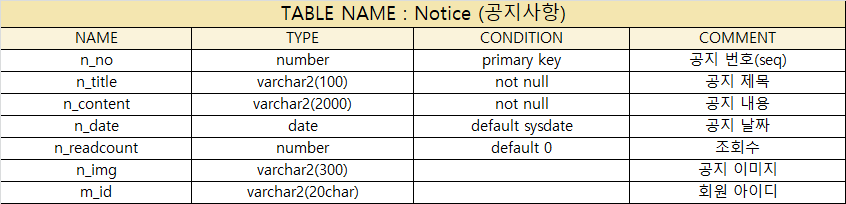 TABLE NAME : Notice (공지사항)
NAME TYPE CONDITION COMMENT
n_no number primary key 공지 번호(seq)
n_title varchar2(100) not null 공지 제목
n_content varchar2(2000) not null 공지 내용
n_date date default sysdate 공지 날짜
n_readcount number default 0 조회수
n_img varchar2(300) 공지 이미지
m_id varchar2(20char) 회원 아이디